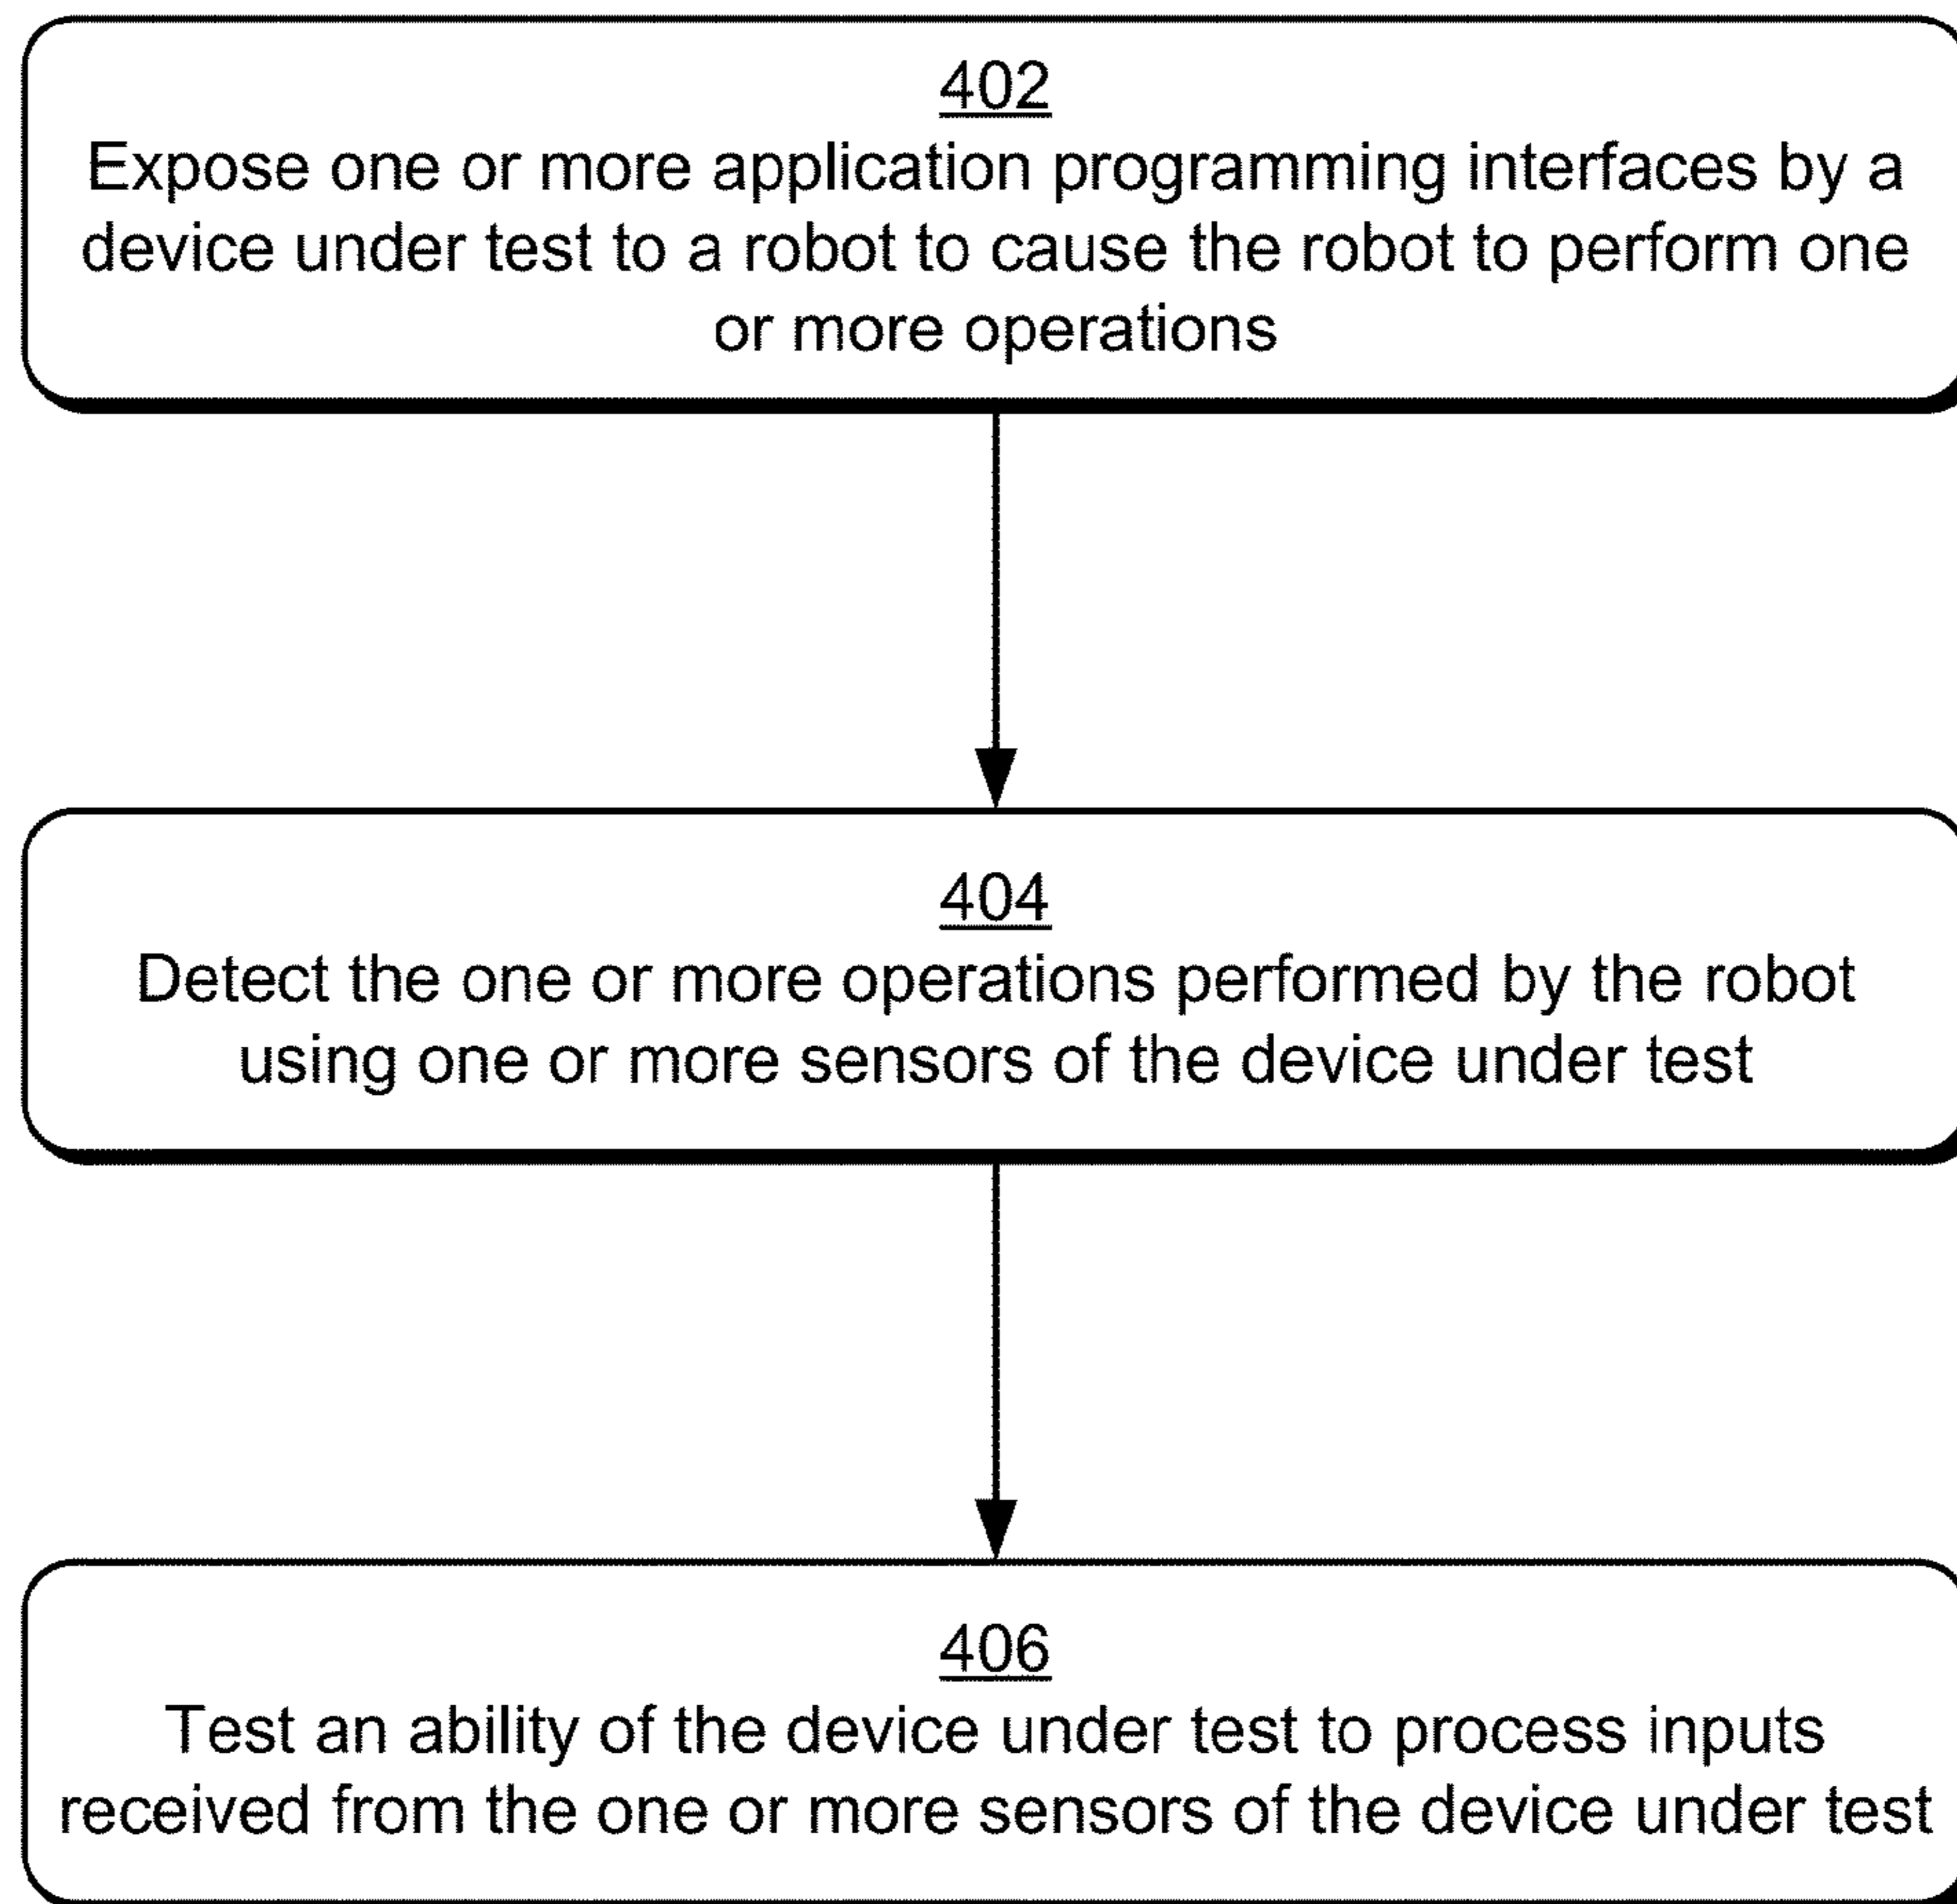 402
Expose one or more application programming interfaces by a
device under test to a robot to cause the robot to perform one
or more operations
404
Detect the one or more operations performed by the robot
using one or more sensors of the device under test
406
Test an ability of the device under test to process inputs
received from the one or more sensors of the device under test